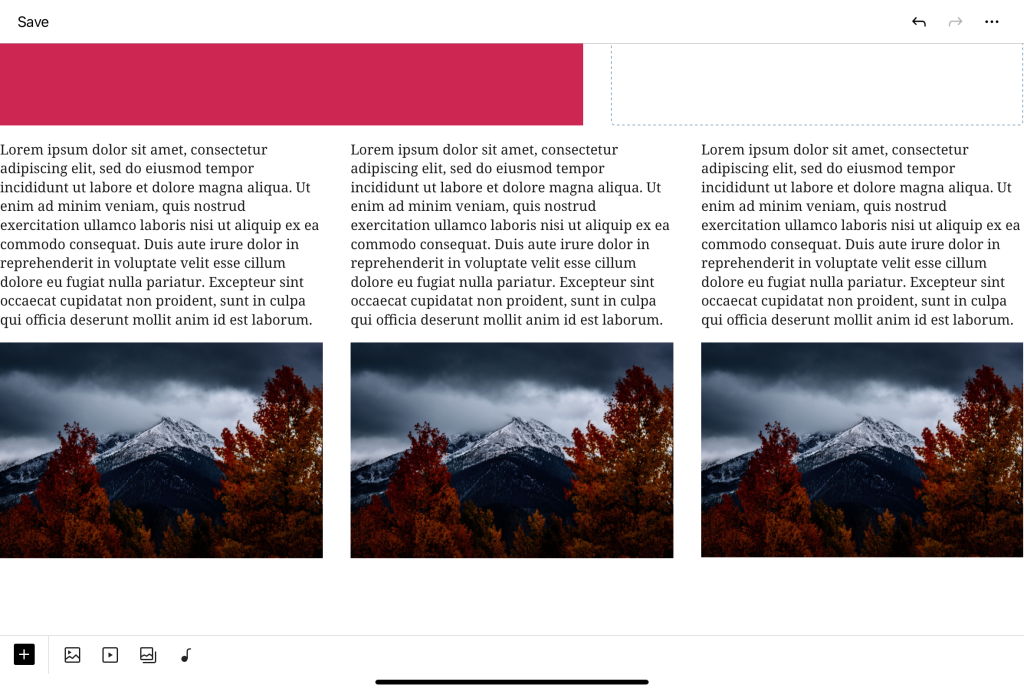 Save
Lorem ipsum dolor sit amet, consectetur
adipiscing elit, sed do eiusmod tempor
incididunt ut labore et dolore magna aliqua. Ut
enim ad minim veniam, quis nostrud
exercitation ullamco laboris nisi ut aliquip ex ea
commodo consequat. Duis aute irure dolor in
reprehenderit in voluptate velit esse cillum
dolore eu fugiat nulla pariatur. Excepteur sint
occaecat cupidatat non proident, sunt in culpa
qui officia deserunt mollit anim id est laborum.
Lorem ipsum dolor sit amet, consectetur
adipiscing elit, sed do eiusmod tempor
incididunt ut labore et dolore magna aliqua. Ut
enim ad minim veniam, quis nostrud
exercitation ullamco laboris nisi ut aliquip ex ea
commodo consequat. Duis aute irure dolor in
reprehenderit in voluptate velit esse cillum
dolore eu fugiat nulla pariatur. Excepteur sint
occaecat cupidatat non proident, sunt in culpa
qui officia deserunt mollit anim id est laborum.
Lorem ipsum dolor sit amet, consectetur
adipiscing elit, sed do eiusmod tempor
incididunt ut labore et dolore magna aliqua. Ut
enim ad minim veniam, quis nostrud
exercitation ullamco laboris nisi ut aliquip ex ea
commodo consequat. Duis aute irure dolor in
reprehenderit in voluptate velit esse cillum
dolore eu fugiat nulla pariatur. Excepteur sint
occaecat cupidatat non proident, sunt in culpa
qui officia deserunt mollit anim id est laborum.